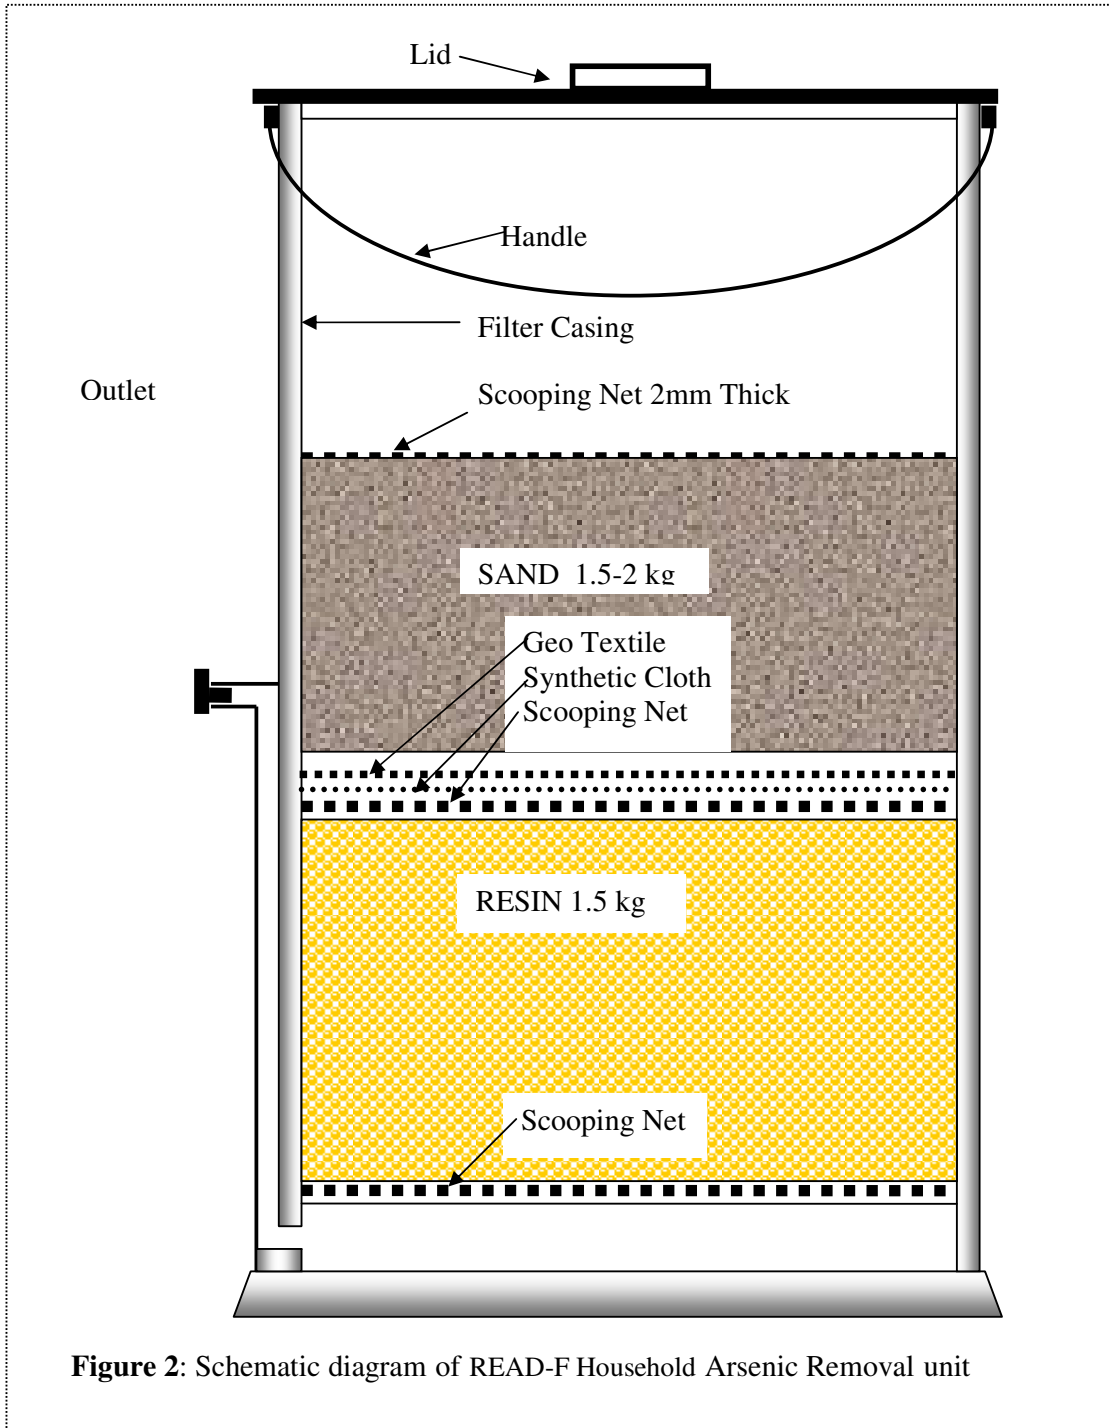 Lid
Handle
Filter Casing
Outlet
Scooping Net 2mm Thick
SAND 1.5-2 kg
Geo Textile
Synthetic Cloth
Scooping Net
RESIN 1.5 kg
Scooping Net
Figure 2: Schematic diagram of READ-F Household Arsenic Removal unit